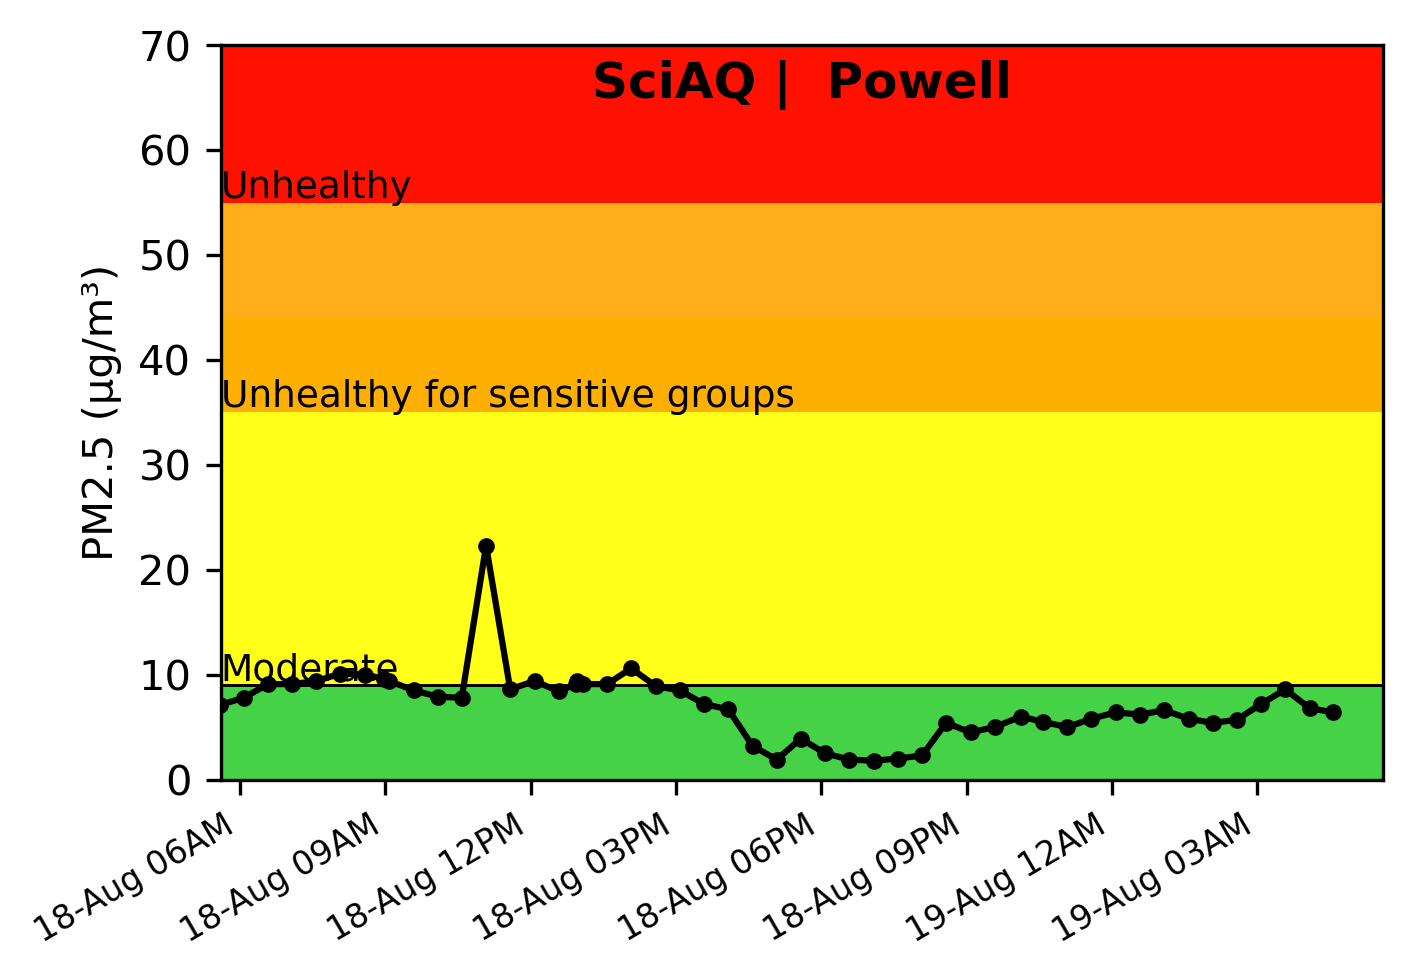 SciAQ | Powell
70
60
50
40
30
20
10
0
PM2.5 (µg/m³)
Unhealthy
Unhealthy for sensitive groups
Moderate
18-Aug 06AM
18-Aug 09AM
18-Aug 12PM
18-Aug 03PM
18-Aug 06PM
18-Aug 09PM
19-Aug 12AM
19-Aug 03AM